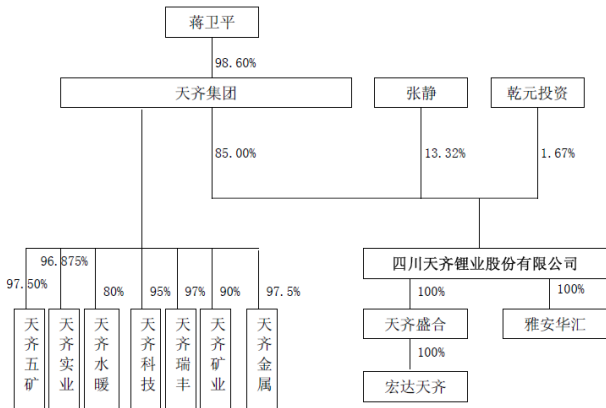 蒋卫平
98.60%
天齐集团
张静
乾元投资
85.00%
13.32%
1.67%
96.875%
97.50%
80%
95%
97%
90%
97.5%
四川天齐锂业股份有限公司
100%
100%
天齐五矿
天齐实业
天齐水暖
天齐科技
天齐瑞丰
天齐矿业
天齐金属
天齐盛合
雅安华汇
100%
宏达天齐